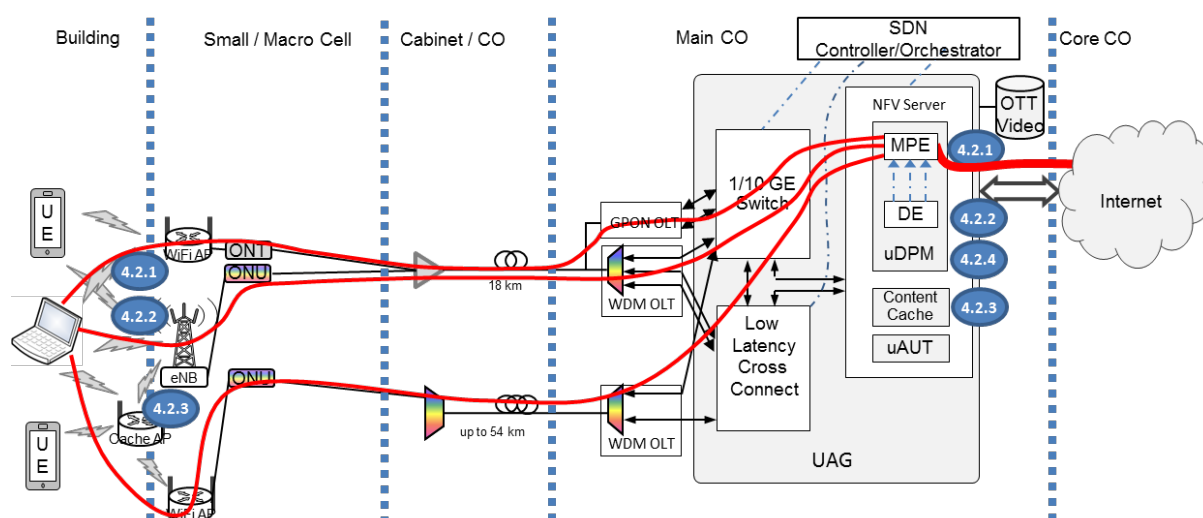 Building
Small / Macro Cell
Cabinet / CO
Main CO
SDN
Controller/Orchestrator
Core CO
NFV Server
OTT
Video
MPE
4.2.1
1/10 GE
Switch
Internet
U
E
WiFi AP
ONT
GPON OLT
DE
4.2.2
4.2.1
ONU
uDPM
4.2.4
18 km
WDM OLT
4.2.2
Content
Cache
4.2.3
Low
Latency
Cross
Connect
uAUT
eNB
ONU
4.2.3
Cache AP
up to 54 km
WDM OLT
U
E
UAG
WiFi AP